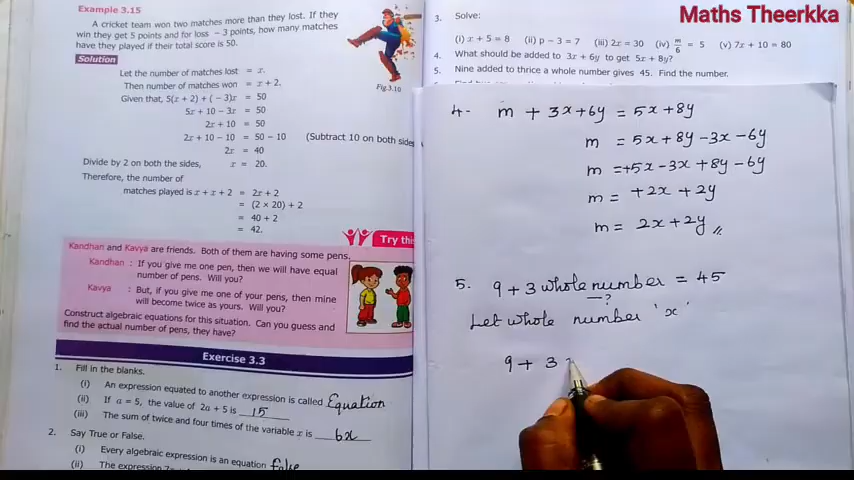 Maths Theerkka
Example 3.15
A cricket team won two matches more than they lost. If they
win they get 5 points and for loss − 3 points, how many matches
have they played if their total score is 50.
Solution
Let the number of matches lost = x.
Then number of matches won = x + 2.
Given that, 5(x + 2) + (− 3)x = 50
5x + 10 − 3x = 50
2x + 10 = 50
2x + 10 − 10 = 50 − 10 (Subtract 10 on both sides
2x = 40
Divide by 2 on both the sides, x = 20.
Therefore, the number of
matches played is x + x + 2 = 2x + 2
= (2 × 20) + 2
= 40 + 2
= 42.
Fig.3.10
Try this
Kandhan and Kavya are friends. Both of them are having some pens.
Kandhan : If you give me one pen, then we will have equal
number of pens. Will you?
Kavya : But, if you give me one of your pens, then mine
will become twice as yours. Will you?
Construct algebraic equations for this situation. Can you guess and
find the actual number of pens, they have?
Exercise 3.3
1. Fill in the blanks.
(i) An expression equated to another expression is called Equation
(ii) If a = 5, the value of 2a + 5 is 15
(iii) The sum of twice and four times of the variable x is 6x
2. Say True or False.
(i) Every algebraic expression is an equation false
(ii) The expression
3. Solve:
(i) x + 5 = 8 (ii) p − 3 = 7 (iii) 2x = 30 (iv) m/6 = 5 (v) 7x + 10 = 80
4. What should be added to 3x + 6y to get 5x + 8y?
5. Nine added to thrice a whole number gives 45. Find the number.
4. m + 3x + 6y = 5x + 8y
m = 5x + 8y − 3x − 6y
m = +5x − 3x + 8y − 6y
m = +2x + 2y
m = 2x + 2y //
5. 9 + 3 whole number = 45
— ?
Let whole number 'x'
9 + 3